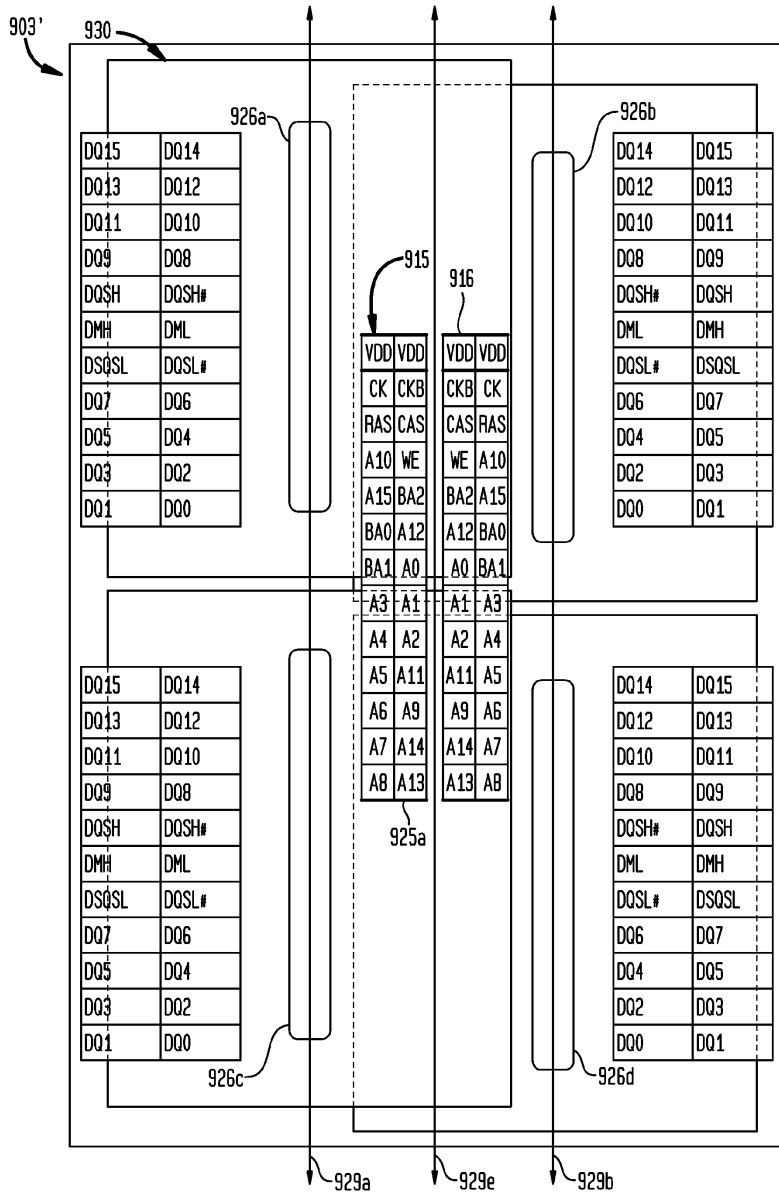 903'
930
926a
926b
DQ15 DQ14
DQ13 DQ12
DQ11 DQ10
DQ9 DQ8
DQSH DQSH#
DMH DML
DSQSL DQSL#
DQ7 DQ6
DQ5 DQ4
DQ3 DQ2
DQ1 DQ0
DQ14 DQ15
DQ12 DQ13
DQ10 DQ11
DQ8 DQ9
DQSH# DQSH
DML DMH
DQSL# DSQSL
DQ6 DQ7
DQ4 DQ5
DQ2 DQ3
DQ0 DQ1
915
916
VDD VDD
CK CKB
RAS CAS
A10 WE
A15 BA2
BA0 A12
BA1 A0
A3 A1
A4 A2
A5 A11
A6 A9
A7 A14
A8 A13
VDD VDD
CKB CK
CAS RAS
WE A10
BA2 A15
A12 BA0
A0 BA1
A1 A3
A2 A4
A11 A5
A9 A6
A14 A7
A13 A8
925a
DQ15 DQ14
DQ13 DQ12
DQ11 DQ10
DQ9 DQ8
DQSH DQSH#
DMH DML
DSQSL DQSL#
DQ7 DQ6
DQ5 DQ4
DQ3 DQ2
DQ1 DQ0
DQ14 DQ15
DQ12 DQ13
DQ10 DQ11
DQ8 DQ9
DQSH# DQSH
DML DMH
DQSL# DSQSL
DQ6 DQ7
DQ4 DQ5
DQ2 DQ3
DQ0 DQ1
926c
926d
929a
929e
929b